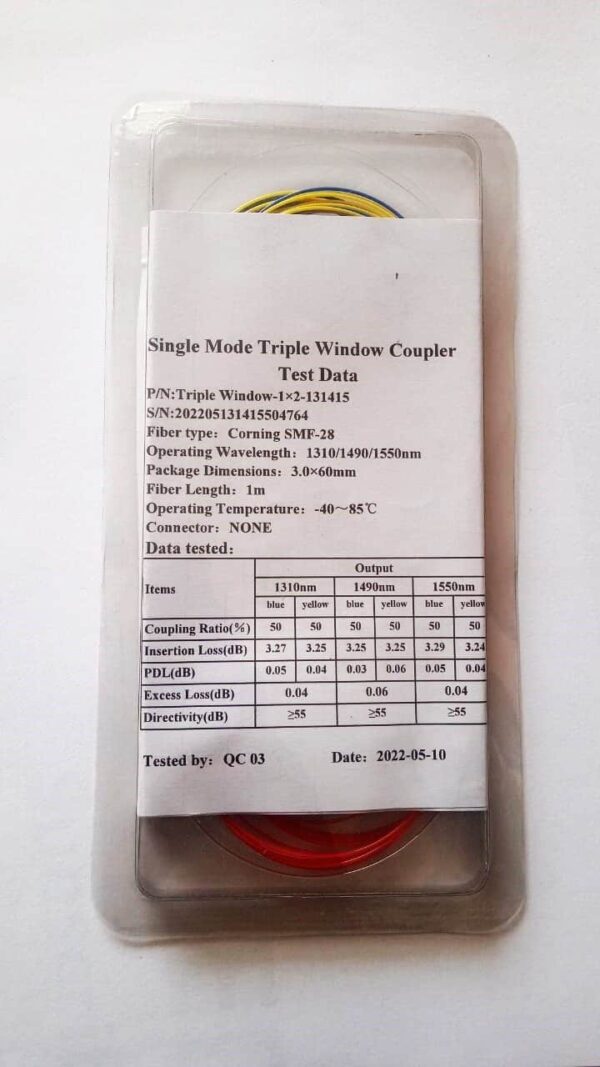 Single Mode Triple Window Coupler
Test Data
P/N:Triple Window-1×2-131415
S/N:202205131415504764
Fiber type: Corning SMF-28
Operating Wavelength: 1310/1490/1550nm
Package Dimensions: 3.0×60mm
Fiber Length: 1m
Operating Temperature: -40～85℃
Connector: NONE
Data tested:
Items Output
1310nm 1490nm 1550nm
blue yellow blue yellow blue yellow
Coupling Ratio(%) 50 50 50 50 50 50
Insertion Loss(dB) 3.27 3.25 3.25 3.25 3.29 3.24
PDL(dB) 0.05 0.04 0.03 0.06 0.05 0.04
Excess Loss(dB) 0.04 0.06 0.04
Directivity(dB) ≥55 ≥55 ≥55
Tested by: QC 03 Date: 2022-05-10